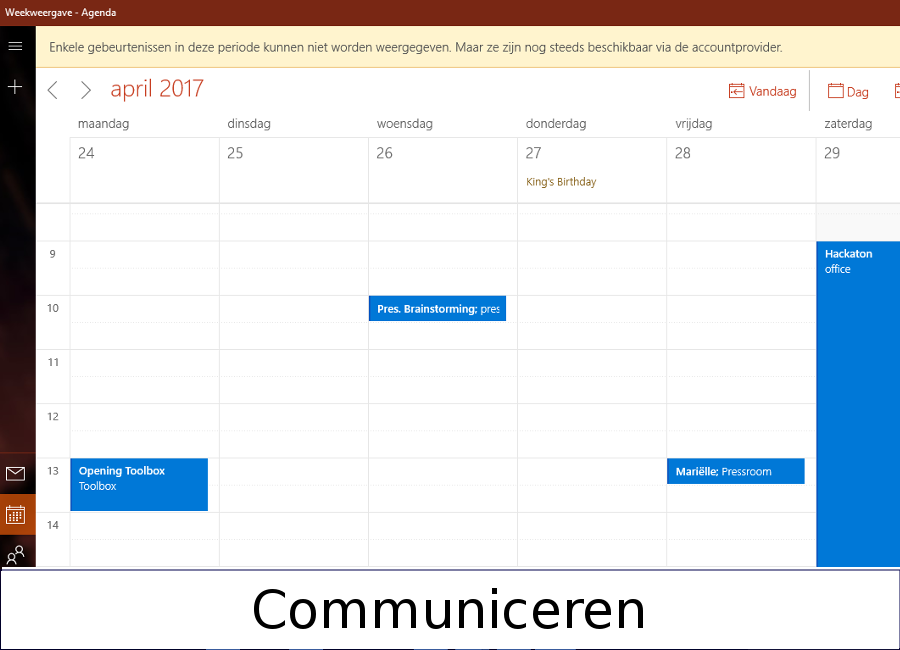 Weekweergave - Agenda
Enkele gebeurtenissen in deze periode kunnen niet worden weergegeven. Maar ze zijn nog steeds beschikbaar via de accountprovider.
april 2017
Vandaag
Dag
maandag dinsdag woensdag donderdag vrijdag zaterdag
24 25 26 27 28 29
King's Birthday
9
Hackaton
office
10
Pres. Brainstorming; pres
11
12
13
Opening Toolbox
Toolbox
Mariëlle; Pressroom
14
Communiceren